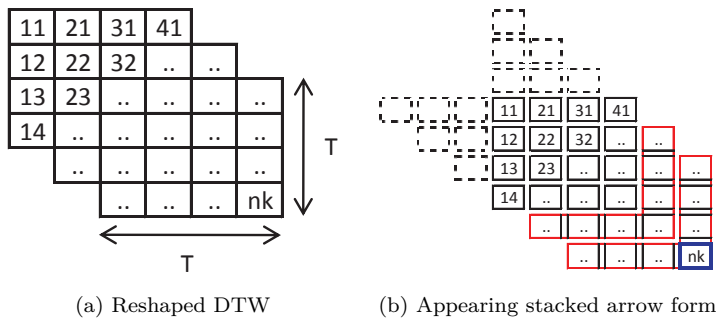 11 21 31 41
12 22 32 .. ..
13 23 .. .. .. ..
14 .. .. .. .. ..
.. .. .. .. ..
.. .. .. nk
T
T
(a) Reshaped DTW
11 21 31 41
12 22 32 .. ..
13 23 .. .. .. ..
14 .. .. .. .. ..
.. .. .. .. ..
.. .. .. nk
(b) Appearing stacked arrow form